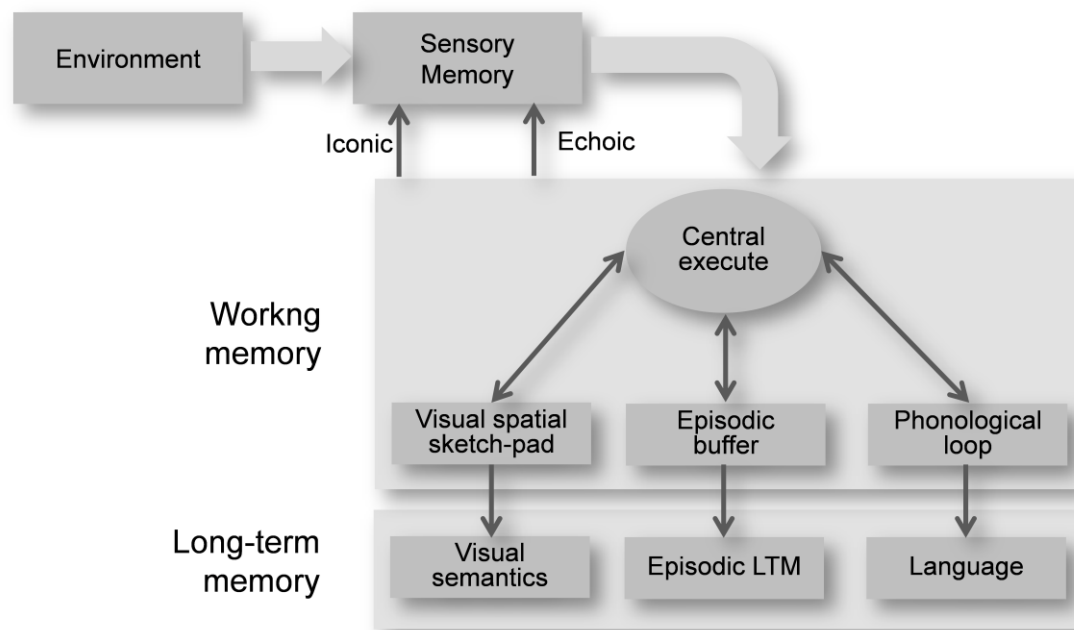 Environment
Sensory
Memory
Iconic
Echoic
Central
execute
Workng
memory
Visual spatial
sketch-pad
Episodic
buffer
Phonological
loop
Long-term
memory
Visual
semantics
Episodic LTM
Language